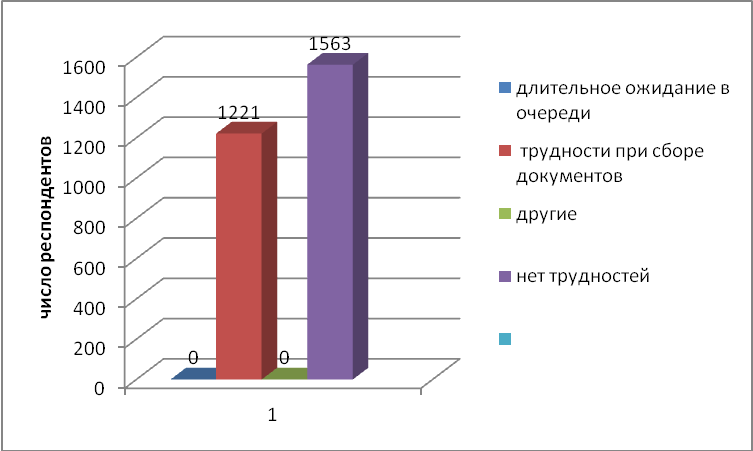 число респондентов
1600
1400
1200
1000
800
600
400
200
0
0
1221
0
1563
1
длительное ожидание в
очереди
трудности при сборе
документов
другие
нет трудностей